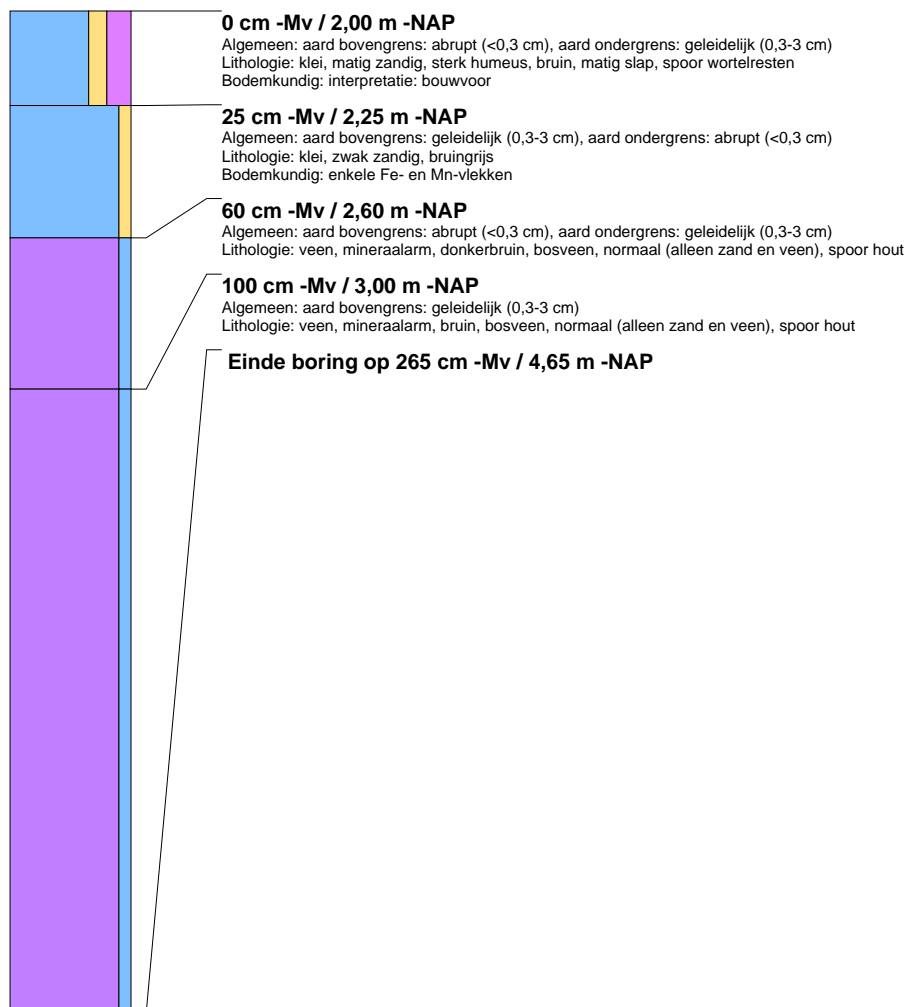 0 cm -Mv / 2,00 m -NAP
Algemeen: aard bovengrens: abrupt (<0,3 cm), aard ondergrens: geleidelijk (0,3-3 cm)
Lithologie: klei, matig zandig, sterk humeus, bruin, matig slap, spoor wortelresten
Bodemkundig: interpretatie: bouwvoor
25 cm -Mv / 2,25 m -NAP
Algemeen: aard bovengrens: geleidelijk (0,3-3 cm), aard ondergrens: abrupt (<0,3 cm)
Lithologie: klei, zwak zandig, bruingrijs
Bodemkundig: enkele Fe- en Mn-vlekken
60 cm -Mv / 2,60 m -NAP
Algemeen: aard bovengrens: abrupt (<0,3 cm), aard ondergrens: geleidelijk (0,3-3 cm)
Lithologie: veen, mineraalarm, donkerbruin, bosveen, normaal (alleen zand en veen), spoor hout
100 cm -Mv / 3,00 m -NAP
Algemeen: aard bovengrens: geleidelijk (0,3-3 cm)
Lithologie: veen, mineraalarm, bruin, bosveen, normaal (alleen zand en veen), spoor hout
Einde boring op 265 cm -Mv / 4,65 m -NAP